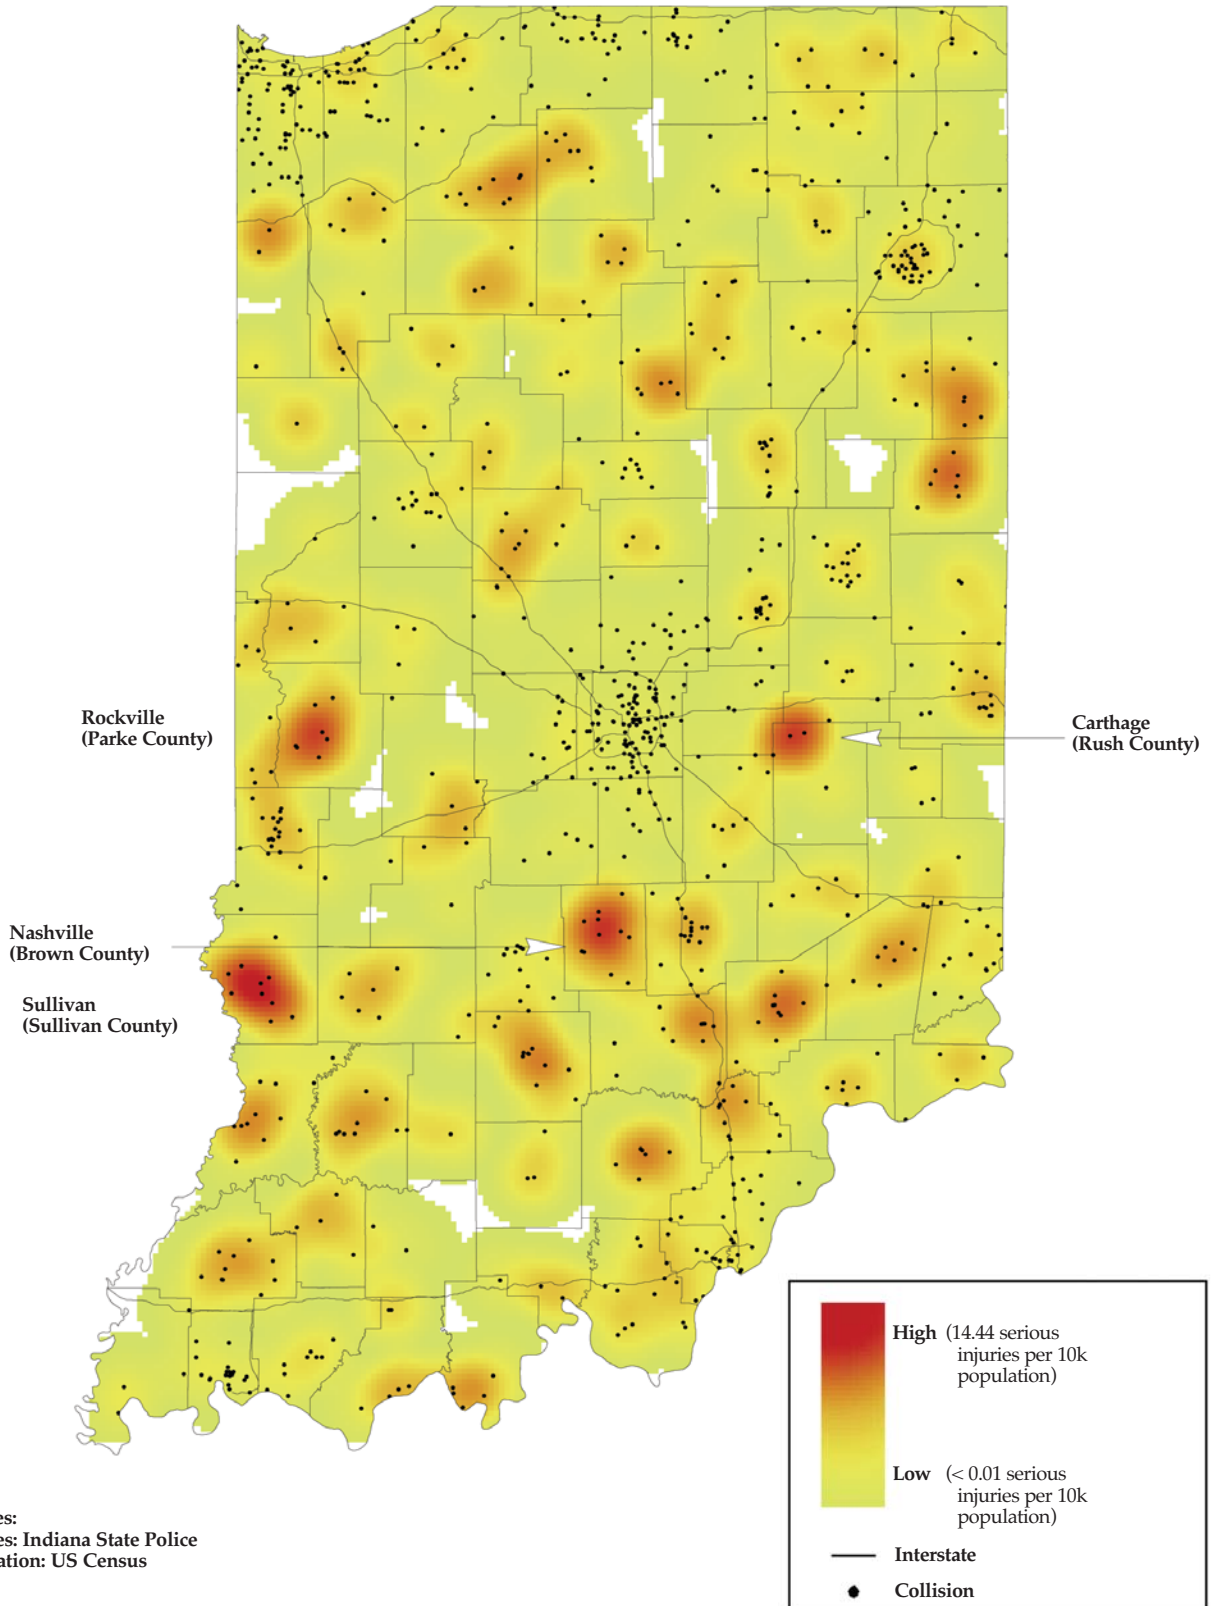 Rockville
(Parke County)
Carthage
(Rush County)
Nashville
(Brown County)
Sullivan
(Sullivan County)
High (14.44 serious
injuries per 10k
population)
Low (< 0.01 serious
injuries per 10k
population)
Interstate
Collision
es:
es: Indiana State Police
ation: US Census